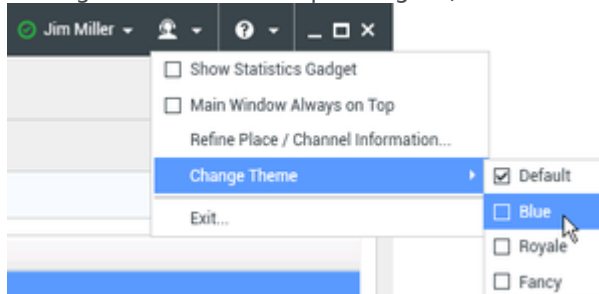 Jim Miller
Show Statistics Gadget
Main Window Always on Top
Refine Place / Channel Information...
Change Theme
Default
Exit...
Blue
Royale
Fancy